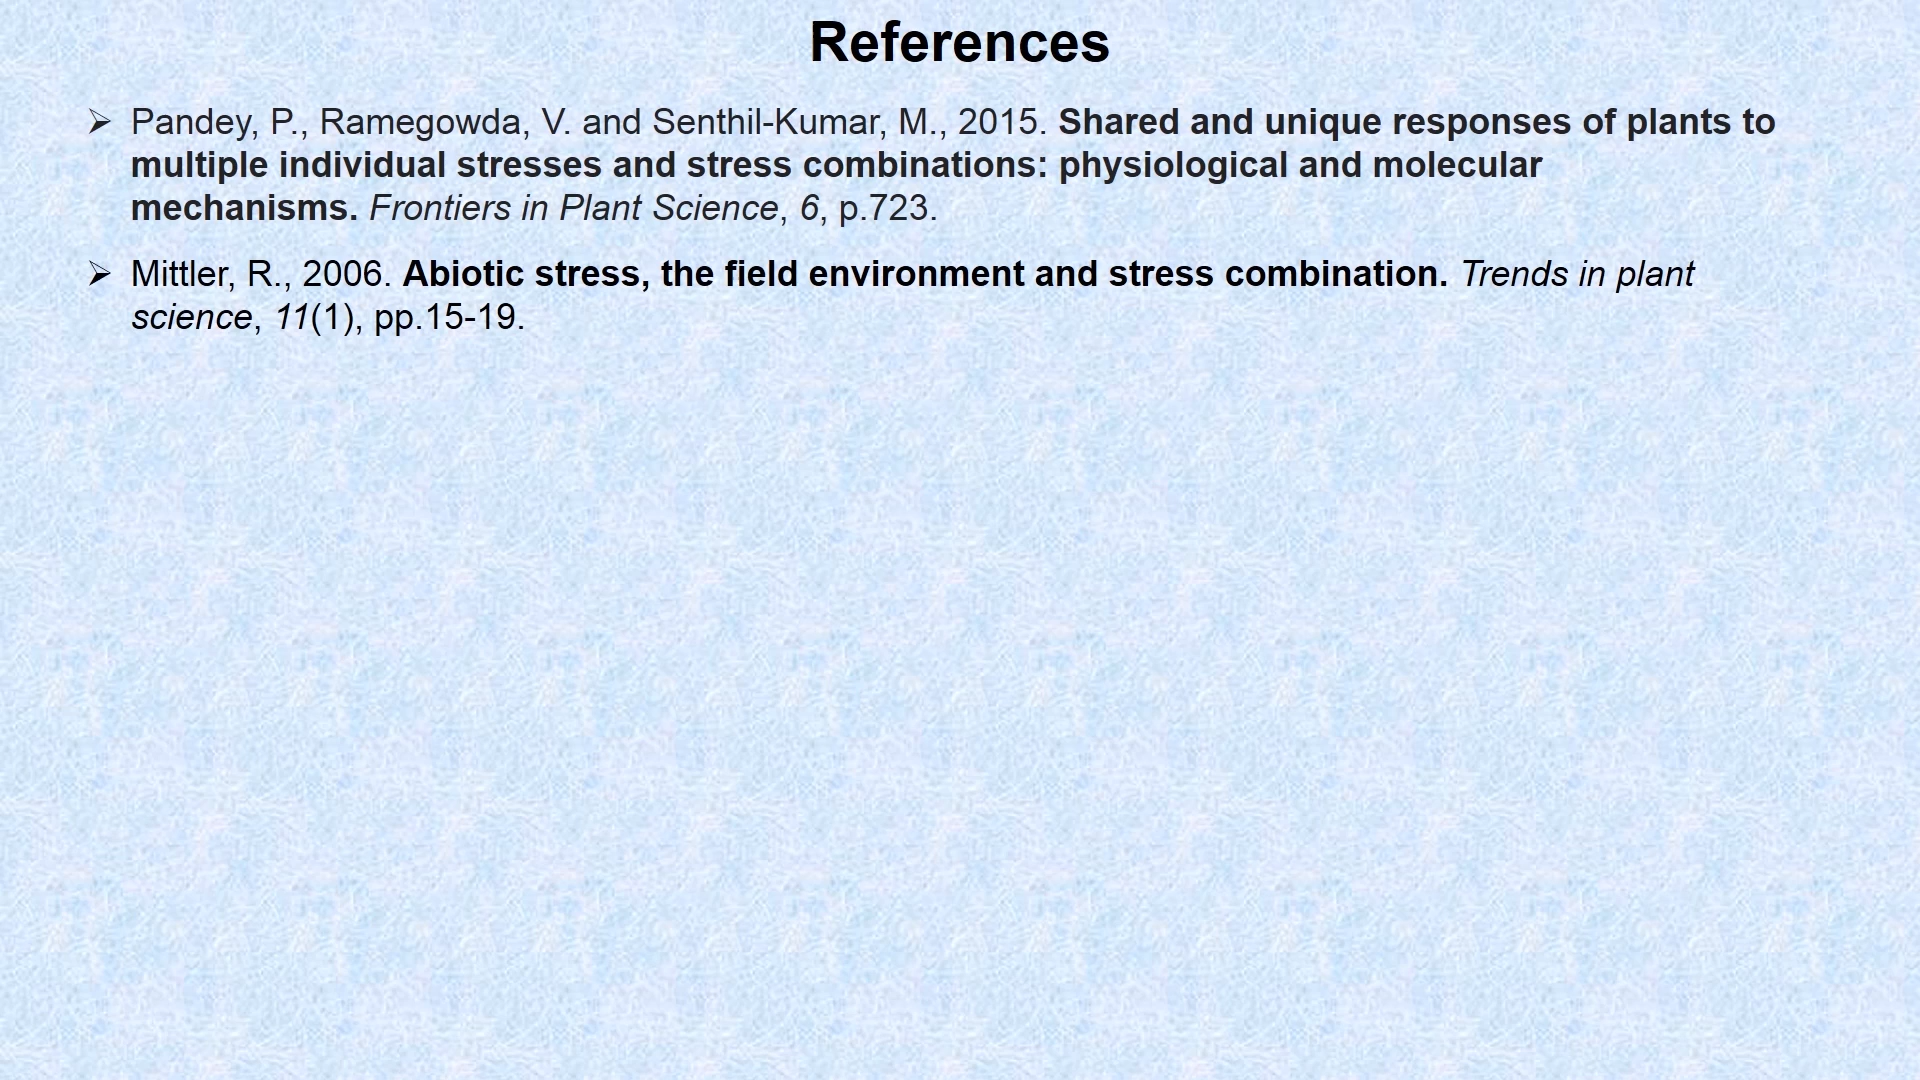 References
➢ Pandey, P., Ramegowda, V. and Senthil-Kumar, M., 2015. Shared and unique responses of plants to
multiple individual stresses and stress combinations: physiological and molecular
mechanisms. Frontiers in Plant Science, 6, p.723.
➢ Mittler, R., 2006. Abiotic stress, the field environment and stress combination. Trends in plant
science, 11(1), pp.15-19.